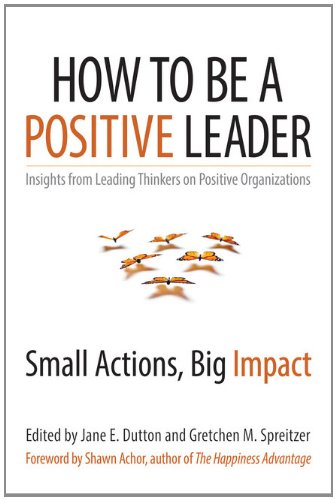 HOW TO BE A
POSITIVE LEADER
Insights from Leading Thinkers on Positive Organizations
Small Actions, Big Impact
Edited by Jane E. Dutton and Gretchen M. Spreitzer
Foreword by Shawn Achor, author of The Happiness Advantage